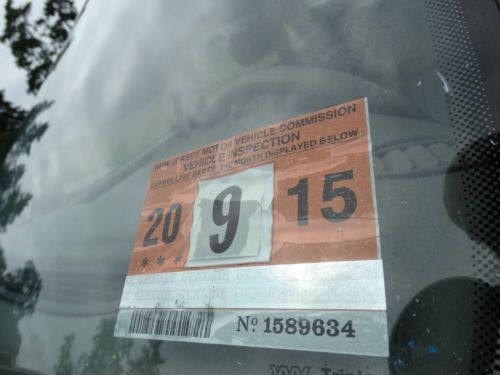 NEW JERSEY MOTOR VEHICLE COMMISSION
VEHICLE INSPECTION
EXPIRES LAST DAY OF THE MONTH DISPLAYED BELOW
20 9 15
***
Nº 1589634